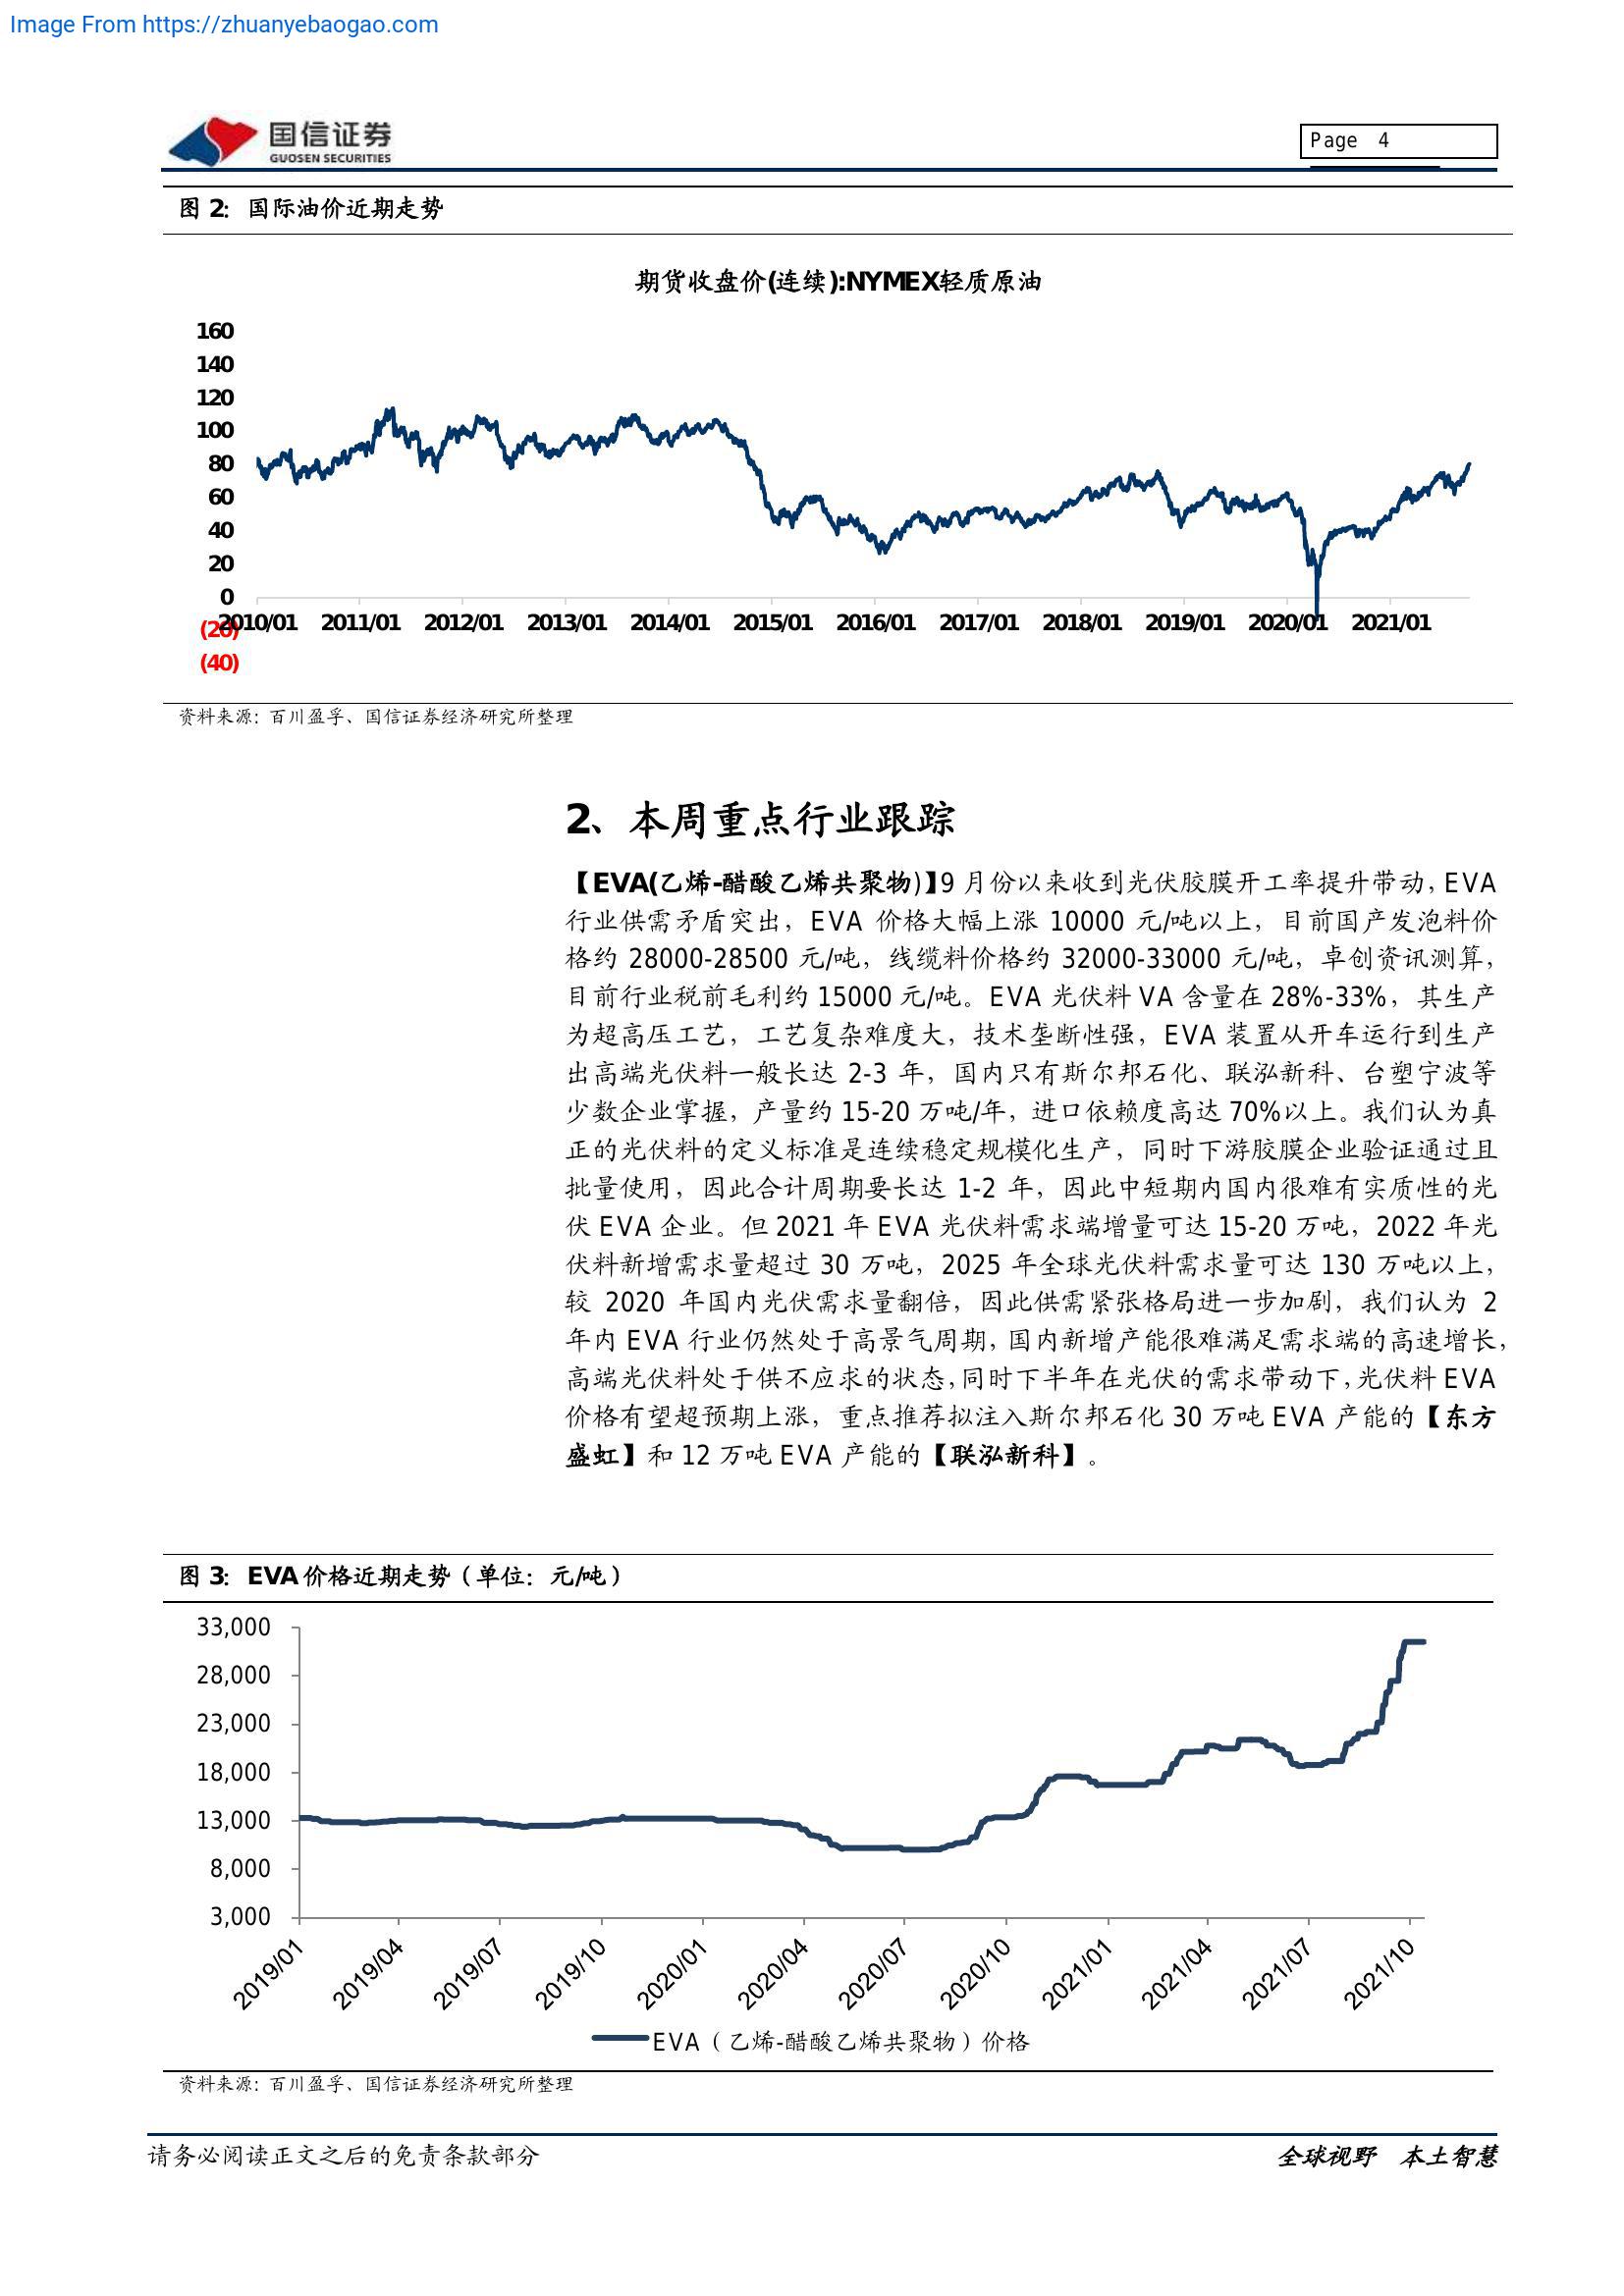 Image From https://zhuanyebaogao.com
国信证券
GUOSEN SECURITIES
Page 4
图 2：国际油价近期走势
期货收盘价(连续):NYMEX轻质原油
160
140
120
100
80
60
40
20
0
(20)
(40)
2010/01 2011/01 2012/01 2013/01 2014/01 2015/01 2016/01 2017/01 2018/01 2019/01 2020/01 2021/01
资料来源：百川盈孚、国信证券经济研究所整理
2、本周重点行业跟踪
【EVA(乙烯-醋酸乙烯共聚物)】9 月份以来收到光伏胶膜开工率提升带动，EVA
行业供需矛盾突出，EVA 价格大幅上涨 10000 元/吨以上，目前国产发泡料价
格约 28000-28500 元/吨，线缆料价格约 32000-33000 元/吨，卓创资讯测算，
目前行业税前毛利约 15000 元/吨。EVA 光伏料 VA 含量在 28%-33%，其生产
为超高压工艺，工艺复杂难度大，技术垄断性强，EVA 装置从开车运行到生产
出高端光伏料一般长达 2-3 年，国内只有斯尔邦石化、联泓新科、台塑宁波等
少数企业掌握，产量约 15-20 万吨/年，进口依赖度高达 70%以上。我们认为真
正的光伏料的定义标准是连续稳定规模化生产，同时下游胶膜企业验证通过且
批量使用，因此合计周期要长达 1-2 年，因此中短期内国内很难有实质性的光
伏 EVA 企业。但 2021 年 EVA 光伏料需求端增量可达 15-20 万吨，2022 年光
伏料新增需求量超过 30 万吨，2025 年全球光伏料需求量可达 130 万吨以上，
较 2020 年国内光伏需求量翻倍，因此供需紧张格局进一步加剧，我们认为 2
年内 EVA 行业仍然处于高景气周期，国内新增产能很难满足需求端的高速增长，
高端光伏料处于供不应求的状态，同时下半年在光伏的需求带动下，光伏料 EVA
价格有望超预期上涨，重点推荐拟注入斯尔邦石化 30 万吨 EVA 产能的【东方
盛虹】和 12 万吨 EVA 产能的【联泓新科】。
图 3：EVA 价格近期走势（单位：元/吨）
33,000
28,000
23,000
18,000
13,000
8,000
3,000
2019/01 2019/04 2019/07 2019/10 2020/01 2020/04 2020/07 2020/10 2021/01 2021/04 2021/07 2021/10
EVA（乙烯-醋酸乙烯共聚物）价格
资料来源：百川盈孚、国信证券经济研究所整理
请务必阅读正文之后的免责条款部分
全球视野 本土智慧